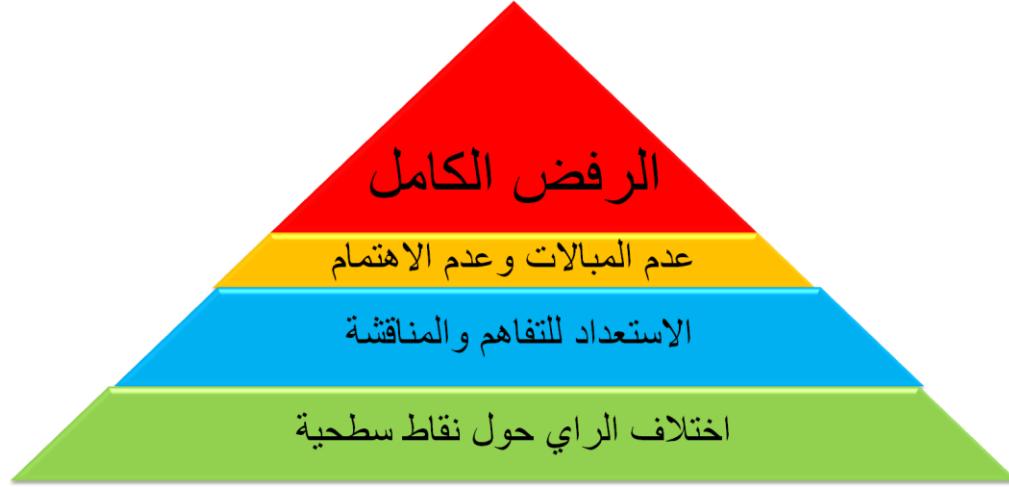 الرفض الكامل
عدم المبالات وعدم الاهتمام
الاستعداد للتفاهم والمناقشة
اختلاف الراي حول نقاط سطحية